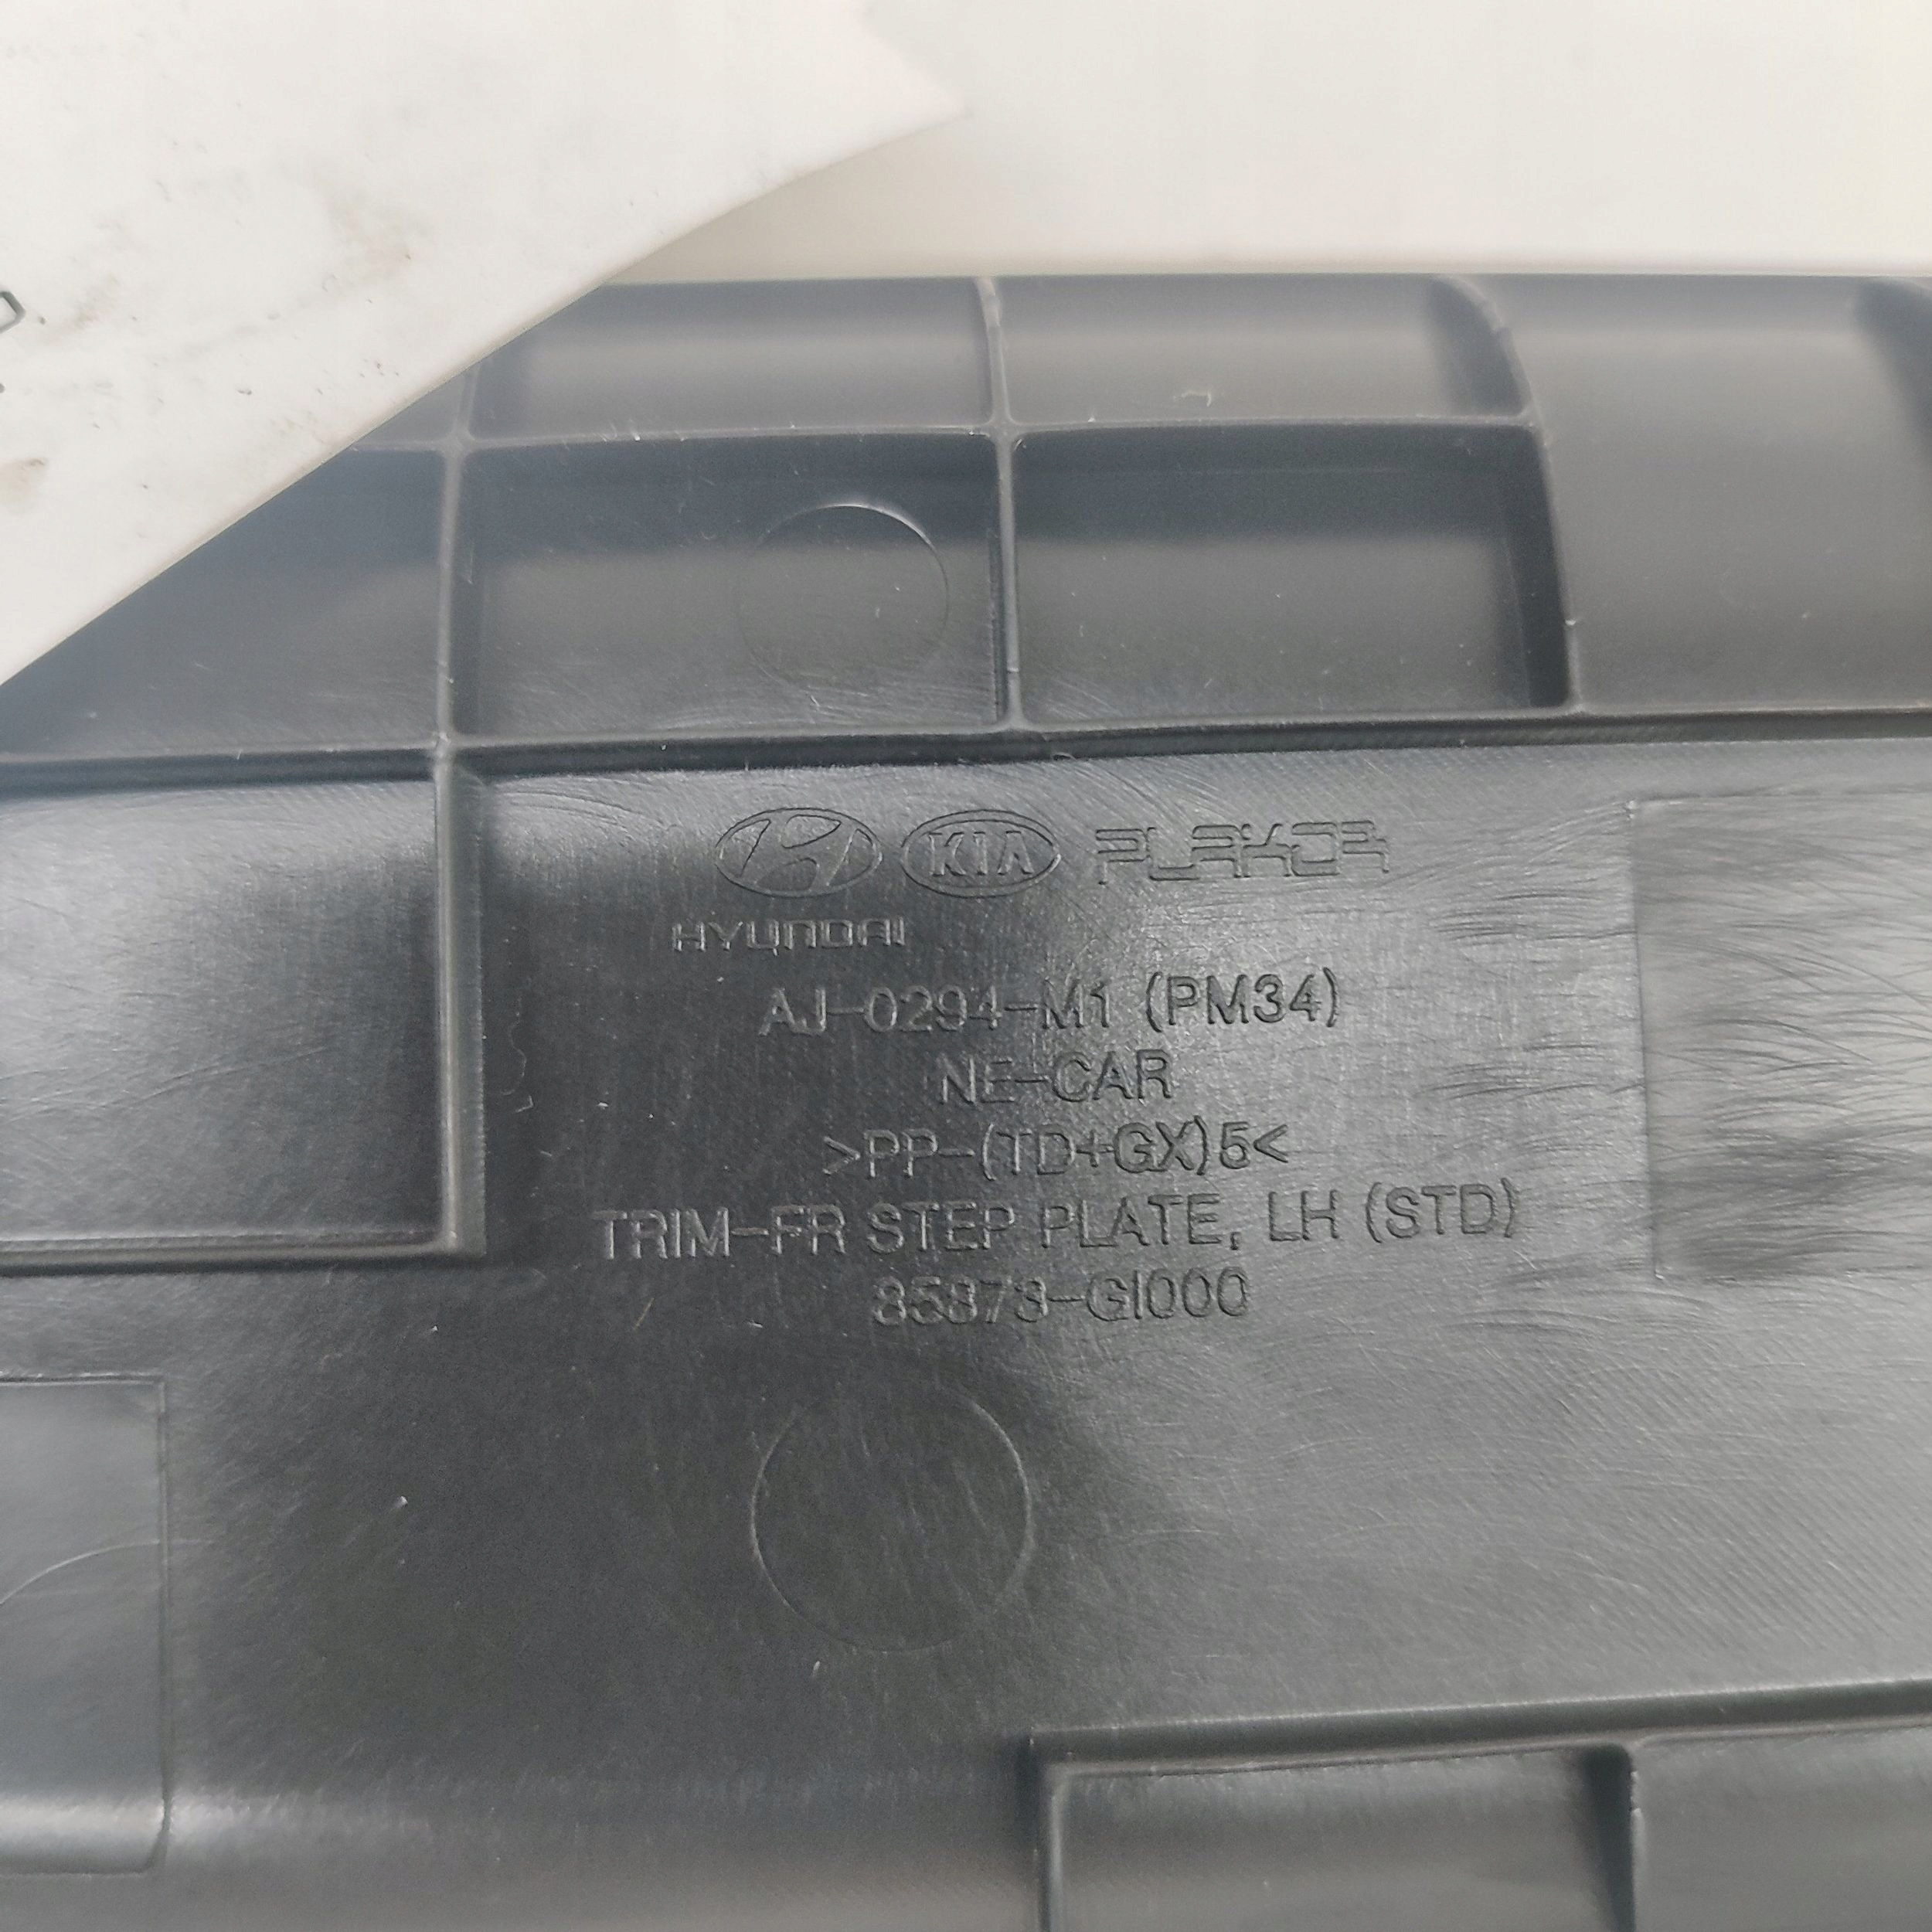 KIA PLAKOR
HYUNDAI
AJ-0294-M1 (PM34)
NE-CAR
>PP-(TD+GX)5<
TRIM-FR STEP PLATE, LH (STD)
85873-GI000